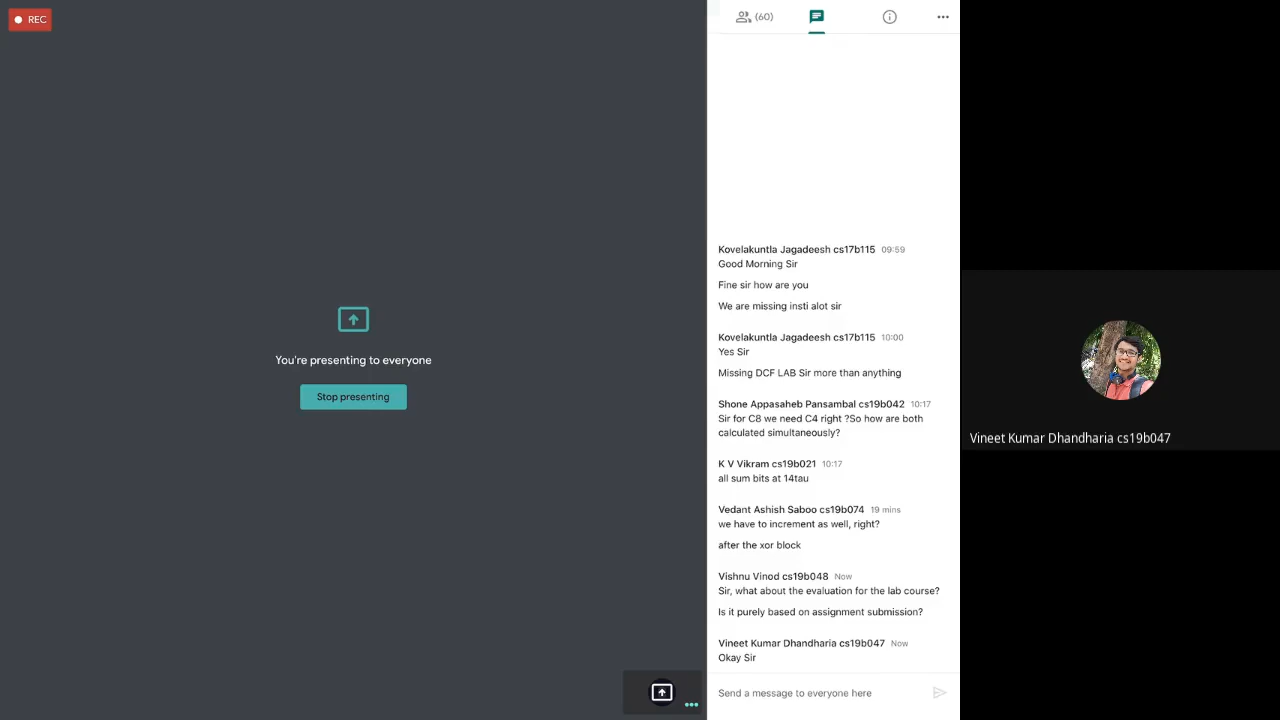 REC
(60)
You're presenting to everyone
Stop presenting
Kovelakuntla Jagadeesh cs17b115 09:59
Good Morning Sir
Fine sir how are you
We are missing insti alot sir
Kovelakuntla Jagadeesh cs17b115 10:00
Yes Sir
Missing DCF LAB Sir more than anything
Shone Appasaheb Pansambal cs19b042 10:17
Sir for C8 we need C4 right ?So how are both
calculated simultaneously?
K V Vikram cs19b021 10:17
all sum bits at 14tau
Vedant Ashish Saboo cs19b074 19 mins
we have to increment as well, right?
after the xor block
Vishnu Vinod cs19b048 Now
Sir, what about the evaluation for the lab course?
Is it purely based on assignment submission?
Vineet Kumar Dhandharia cs19b047 Now
Okay Sir
Send a message to everyone here
Vineet Kumar Dhandharia cs19b047